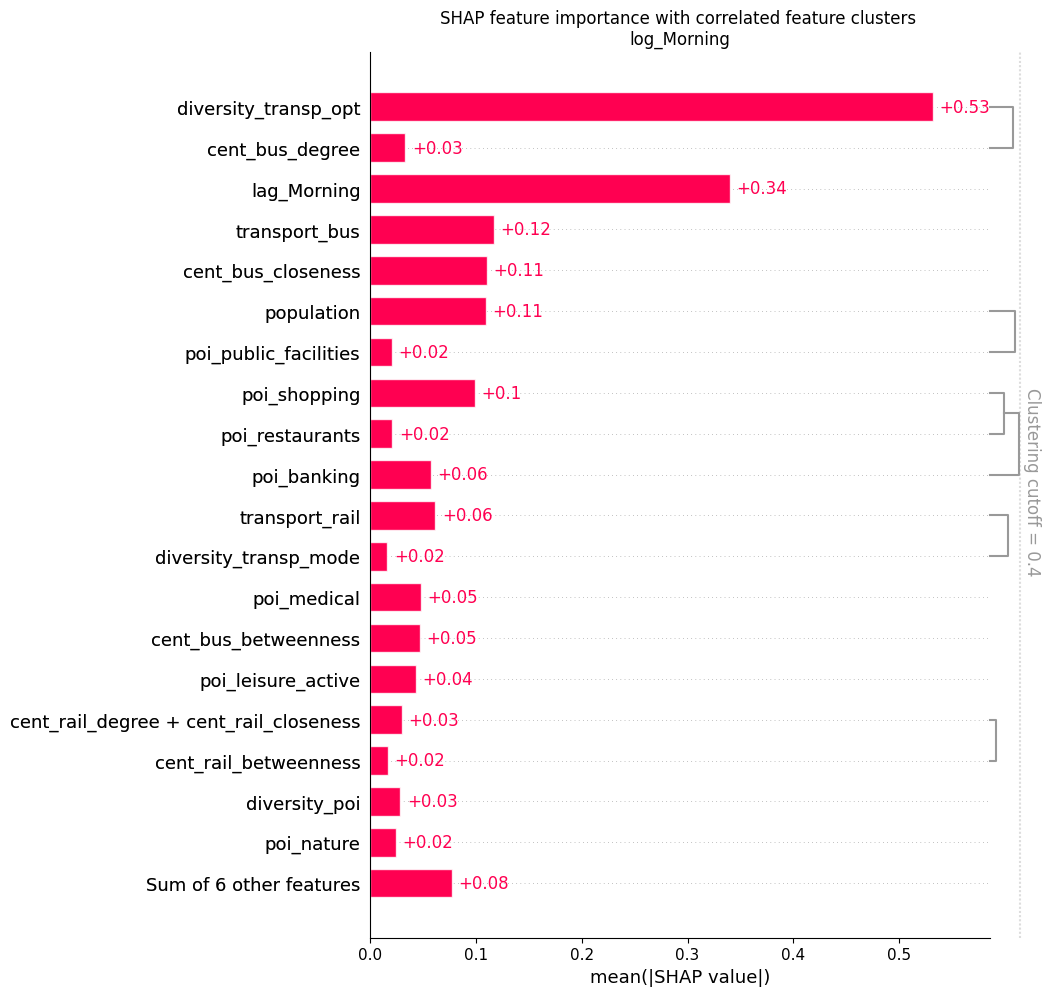 SHAP feature importance with correlated feature clusters
log_Morning
diversity_transp_opt +0.53
cent_bus_degree +0.03
lag_Morning +0.34
transport_bus +0.12
cent_bus_closeness +0.11
population +0.11
poi_public_facilities +0.02
poi_shopping +0.1
poi_restaurants +0.02
poi_banking +0.06
transport_rail +0.06
diversity_transp_mode +0.02
poi_medical +0.05
cent_bus_betweenness +0.05
poi_leisure_active +0.04
cent_rail_degree + cent_rail_closeness +0.03
cent_rail_betweenness +0.02
diversity_poi +0.03
poi_nature +0.02
Sum of 6 other features +0.08
Clustering cutoff = 0.4
0.0 0.1 0.2 0.3 0.4 0.5
mean(|SHAP value|)